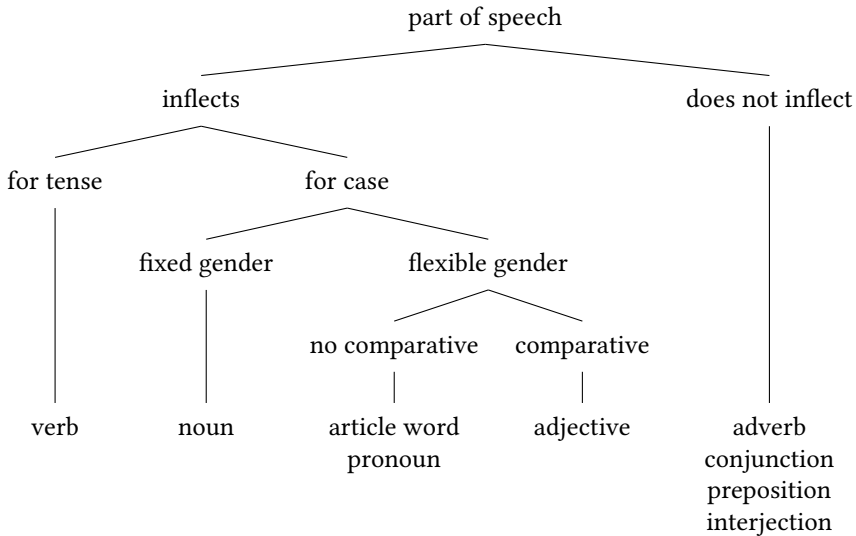 part of speech
inflects
does not inflect
for tense
for case
fixed gender
flexible gender
no comparative
comparative
verb
noun
article word
pronoun
adjective
adverb
conjunction
preposition
interjection